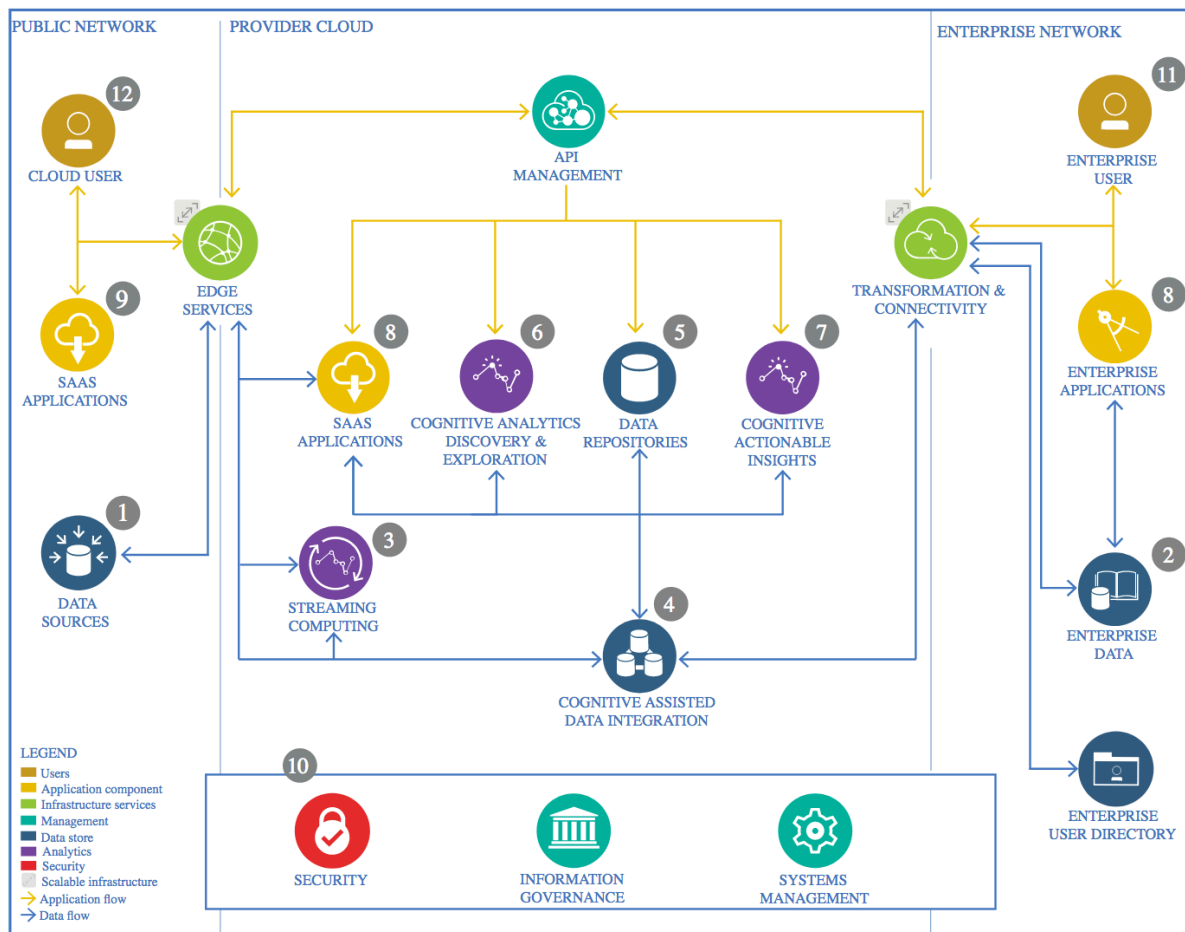 PUBLIC NETWORK
PROVIDER CLOUD
ENTERPRISE NETWORK
12
CLOUD USER
API
MANAGEMENT
11
ENTERPRISE
USER
EDGE
SERVICES
TRANSFORMATION &
CONNECTIVITY
9
SAAS
APPLICATIONS
8
SAAS
APPLICATIONS
6
COGNITIVE ANALYTICS
DISCOVERY &
EXPLORATION
5
DATA
REPOSITORIES
7
COGNITIVE
ACTIONABLE
INSIGHTS
8
ENTERPRISE
APPLICATIONS
1
DATA
SOURCES
3
STREAMING
COMPUTING
4
COGNITIVE ASSISTED
DATA INTEGRATION
2
ENTERPRISE
DATA
ENTERPRISE
USER DIRECTORY
LEGEND
Users
Application component
Infrastructure services
Management
Data store
Analytics
Security
Scalable infrastructure
Application flow
Data flow
10
SECURITY
INFORMATION
GOVERNANCE
SYSTEMS
MANAGEMENT